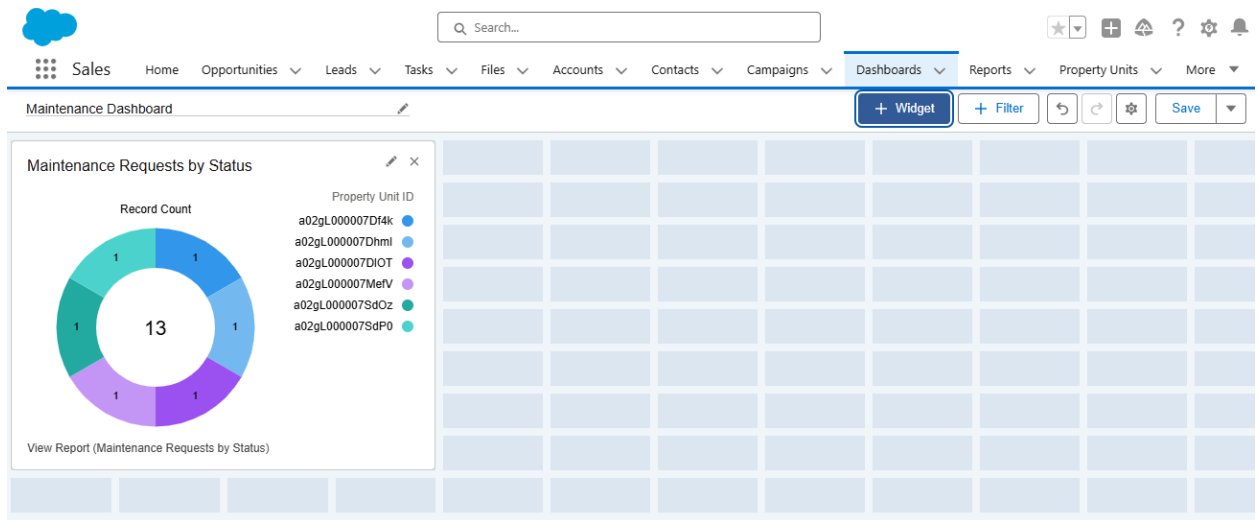 Search...
Sales Home Opportunities Leads Tasks Files Accounts Contacts Campaigns Dashboards Reports Property Units More
Maintenance Dashboard + Widget + Filter Save
Maintenance Requests by Status
Property Unit ID
Record Count
a02gL000007Df4k
a02gL000007Dhml
a02gL000007DIOT
a02gL000007MefV
a02gL000007SdOz
a02gL000007SdP0
1 1
1 13 1
1 1
View Report (Maintenance Requests by Status)